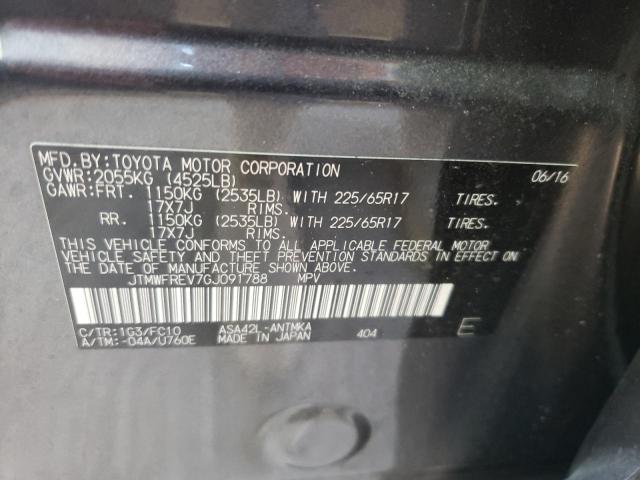 MFD. BY: TOYOTA MOTOR CORPORATION 06/16
GVWR: 2055KG (4525LB)
GAWR: FRT. 1150KG (2535LB) WITH 225/65R17 TIRES.
17X7J RIMS.
RR. 1150KG (2535LB) WITH 225/65R17 TIRES.
17X7J RIMS.
THIS VEHICLE CONFORMS TO ALL APPLICABLE FEDERAL MOTOR
VEHICLE SAFETY AND THEFT PREVENTION STANDARDS IN EFFECT ON
THE DATE OF MANUFACTURE SHOWN ABOVE.
JTMWFREV7GJ091788 MPV
C/TR: 1G3/FC10 ASA42L-ANTMKA 404 E
A/TM: -04A/U760E MADE IN JAPAN